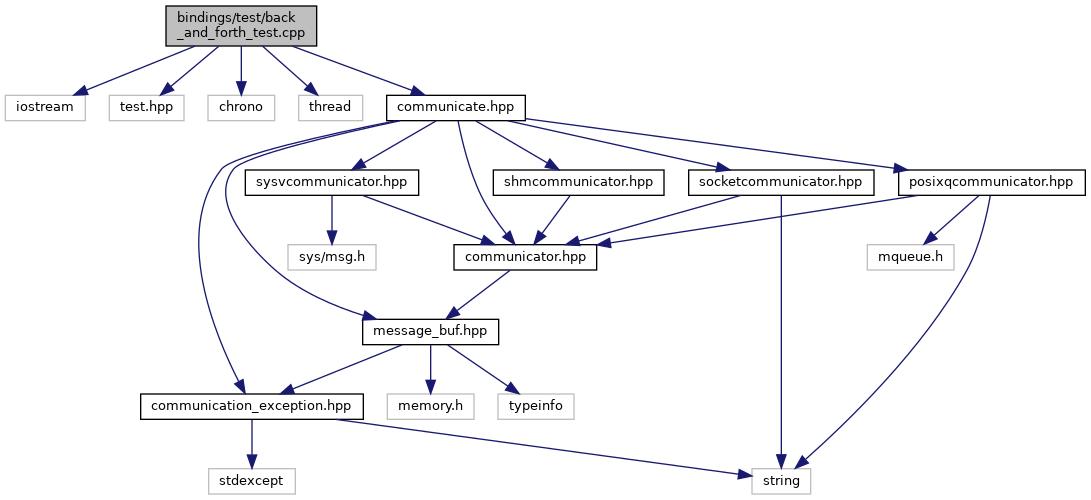 bindings/test/back
_and_forth_test.cpp
iostream
test.hpp
chrono
thread
communicate.hpp
sysvcommunicator.hpp
shmcommunicator.hpp
socketcommunicator.hpp
posixqcommunicator.hpp
sys/msg.h
communicator.hpp
mqueue.h
message_buf.hpp
communication_exception.hpp
memory.h
typeinfo
stdexcept
string